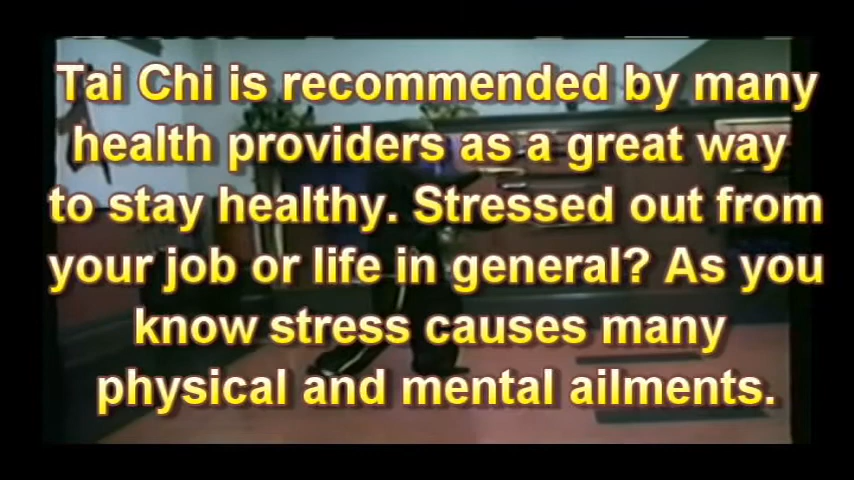 Tai Chi is recommended by many
health providers as a great way
to stay healthy. Stressed out from
your job or life in general? As you
know stress causes many
physical and mental ailments.